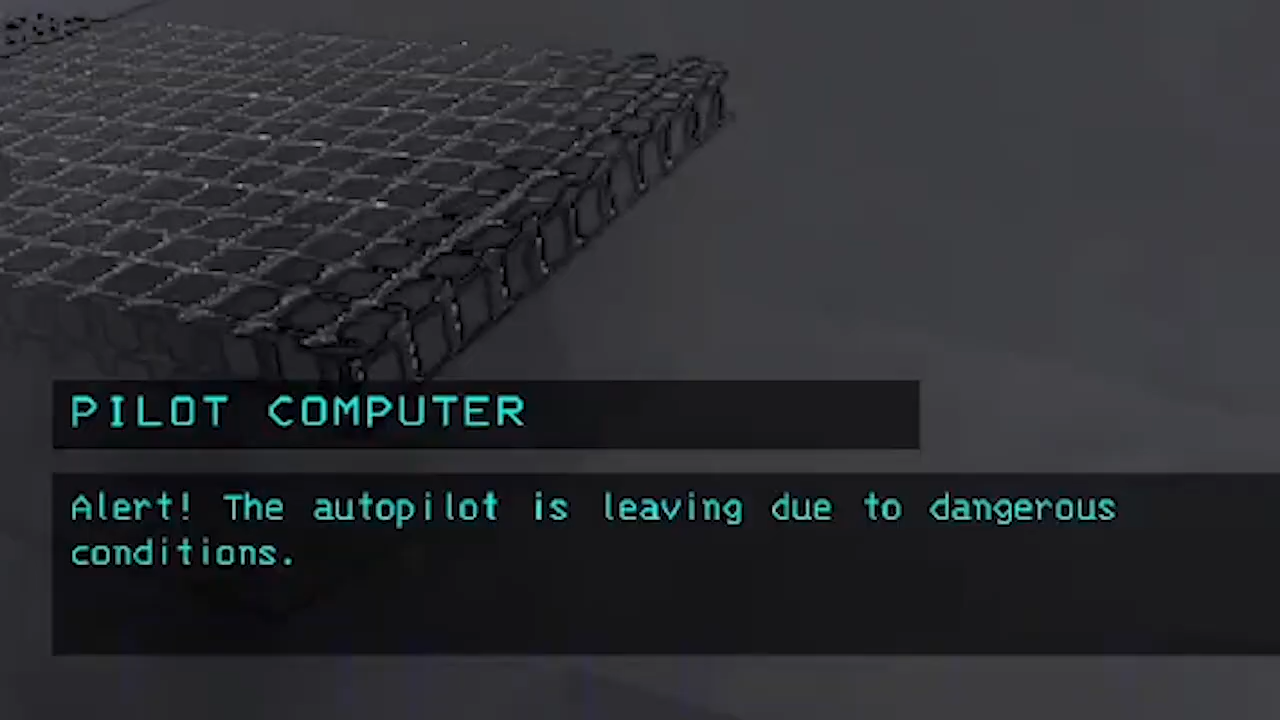 PILOT COMPUTER
Alert! The autopilot is leaving due to dangerous
conditions.